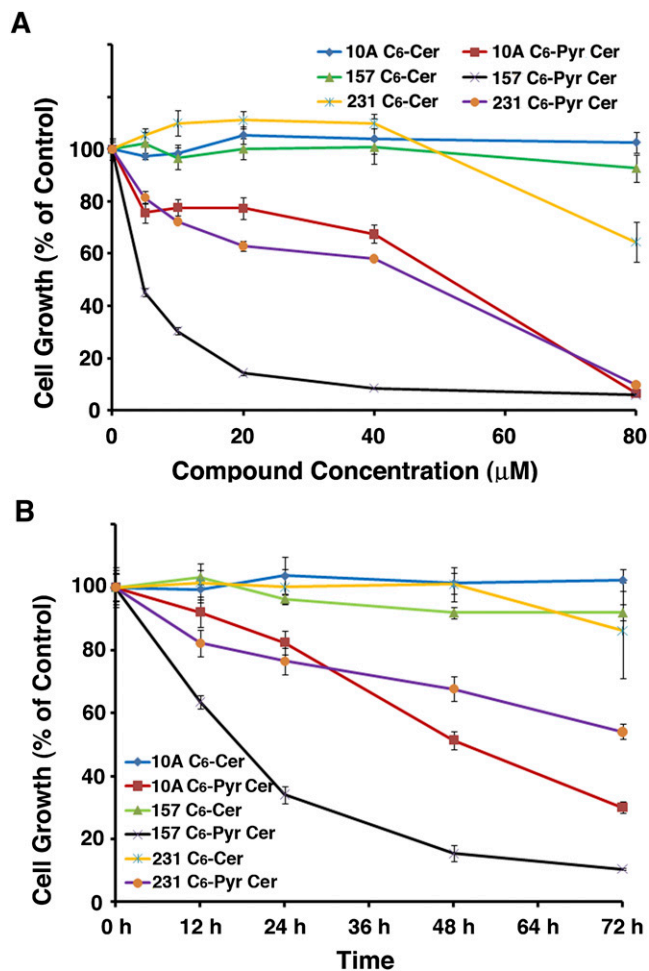 A
10A C6-Cer 10A C6-Pyr Cer
157 C6-Cer 157 C6-Pyr Cer
231 C6-Cer 231 C6-Pyr Cer
100
80
60
40
20
0
Cell Growth (% of Control)
0 20 40 60 80
Compound Concentration (μM)
B
100
80
60
40
20
0
Cell Growth (% of Control)
10A C6-Cer
10A C6-Pyr Cer
157 C6-Cer
157 C6-Pyr Cer
231 C6-Cer
231 C6-Pyr Cer
0 h 12 h 24 h 36 h 48 h 64 h 72 h
Time